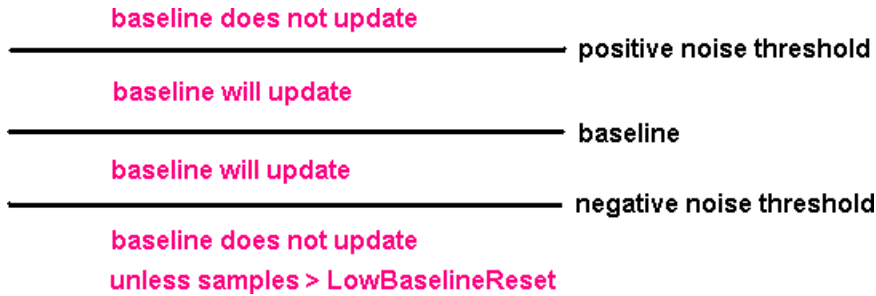 baseline does not update
positive noise threshold
baseline will update
baseline
baseline will update
negative noise threshold
baseline does not update
unless samples > LowBaselineReset